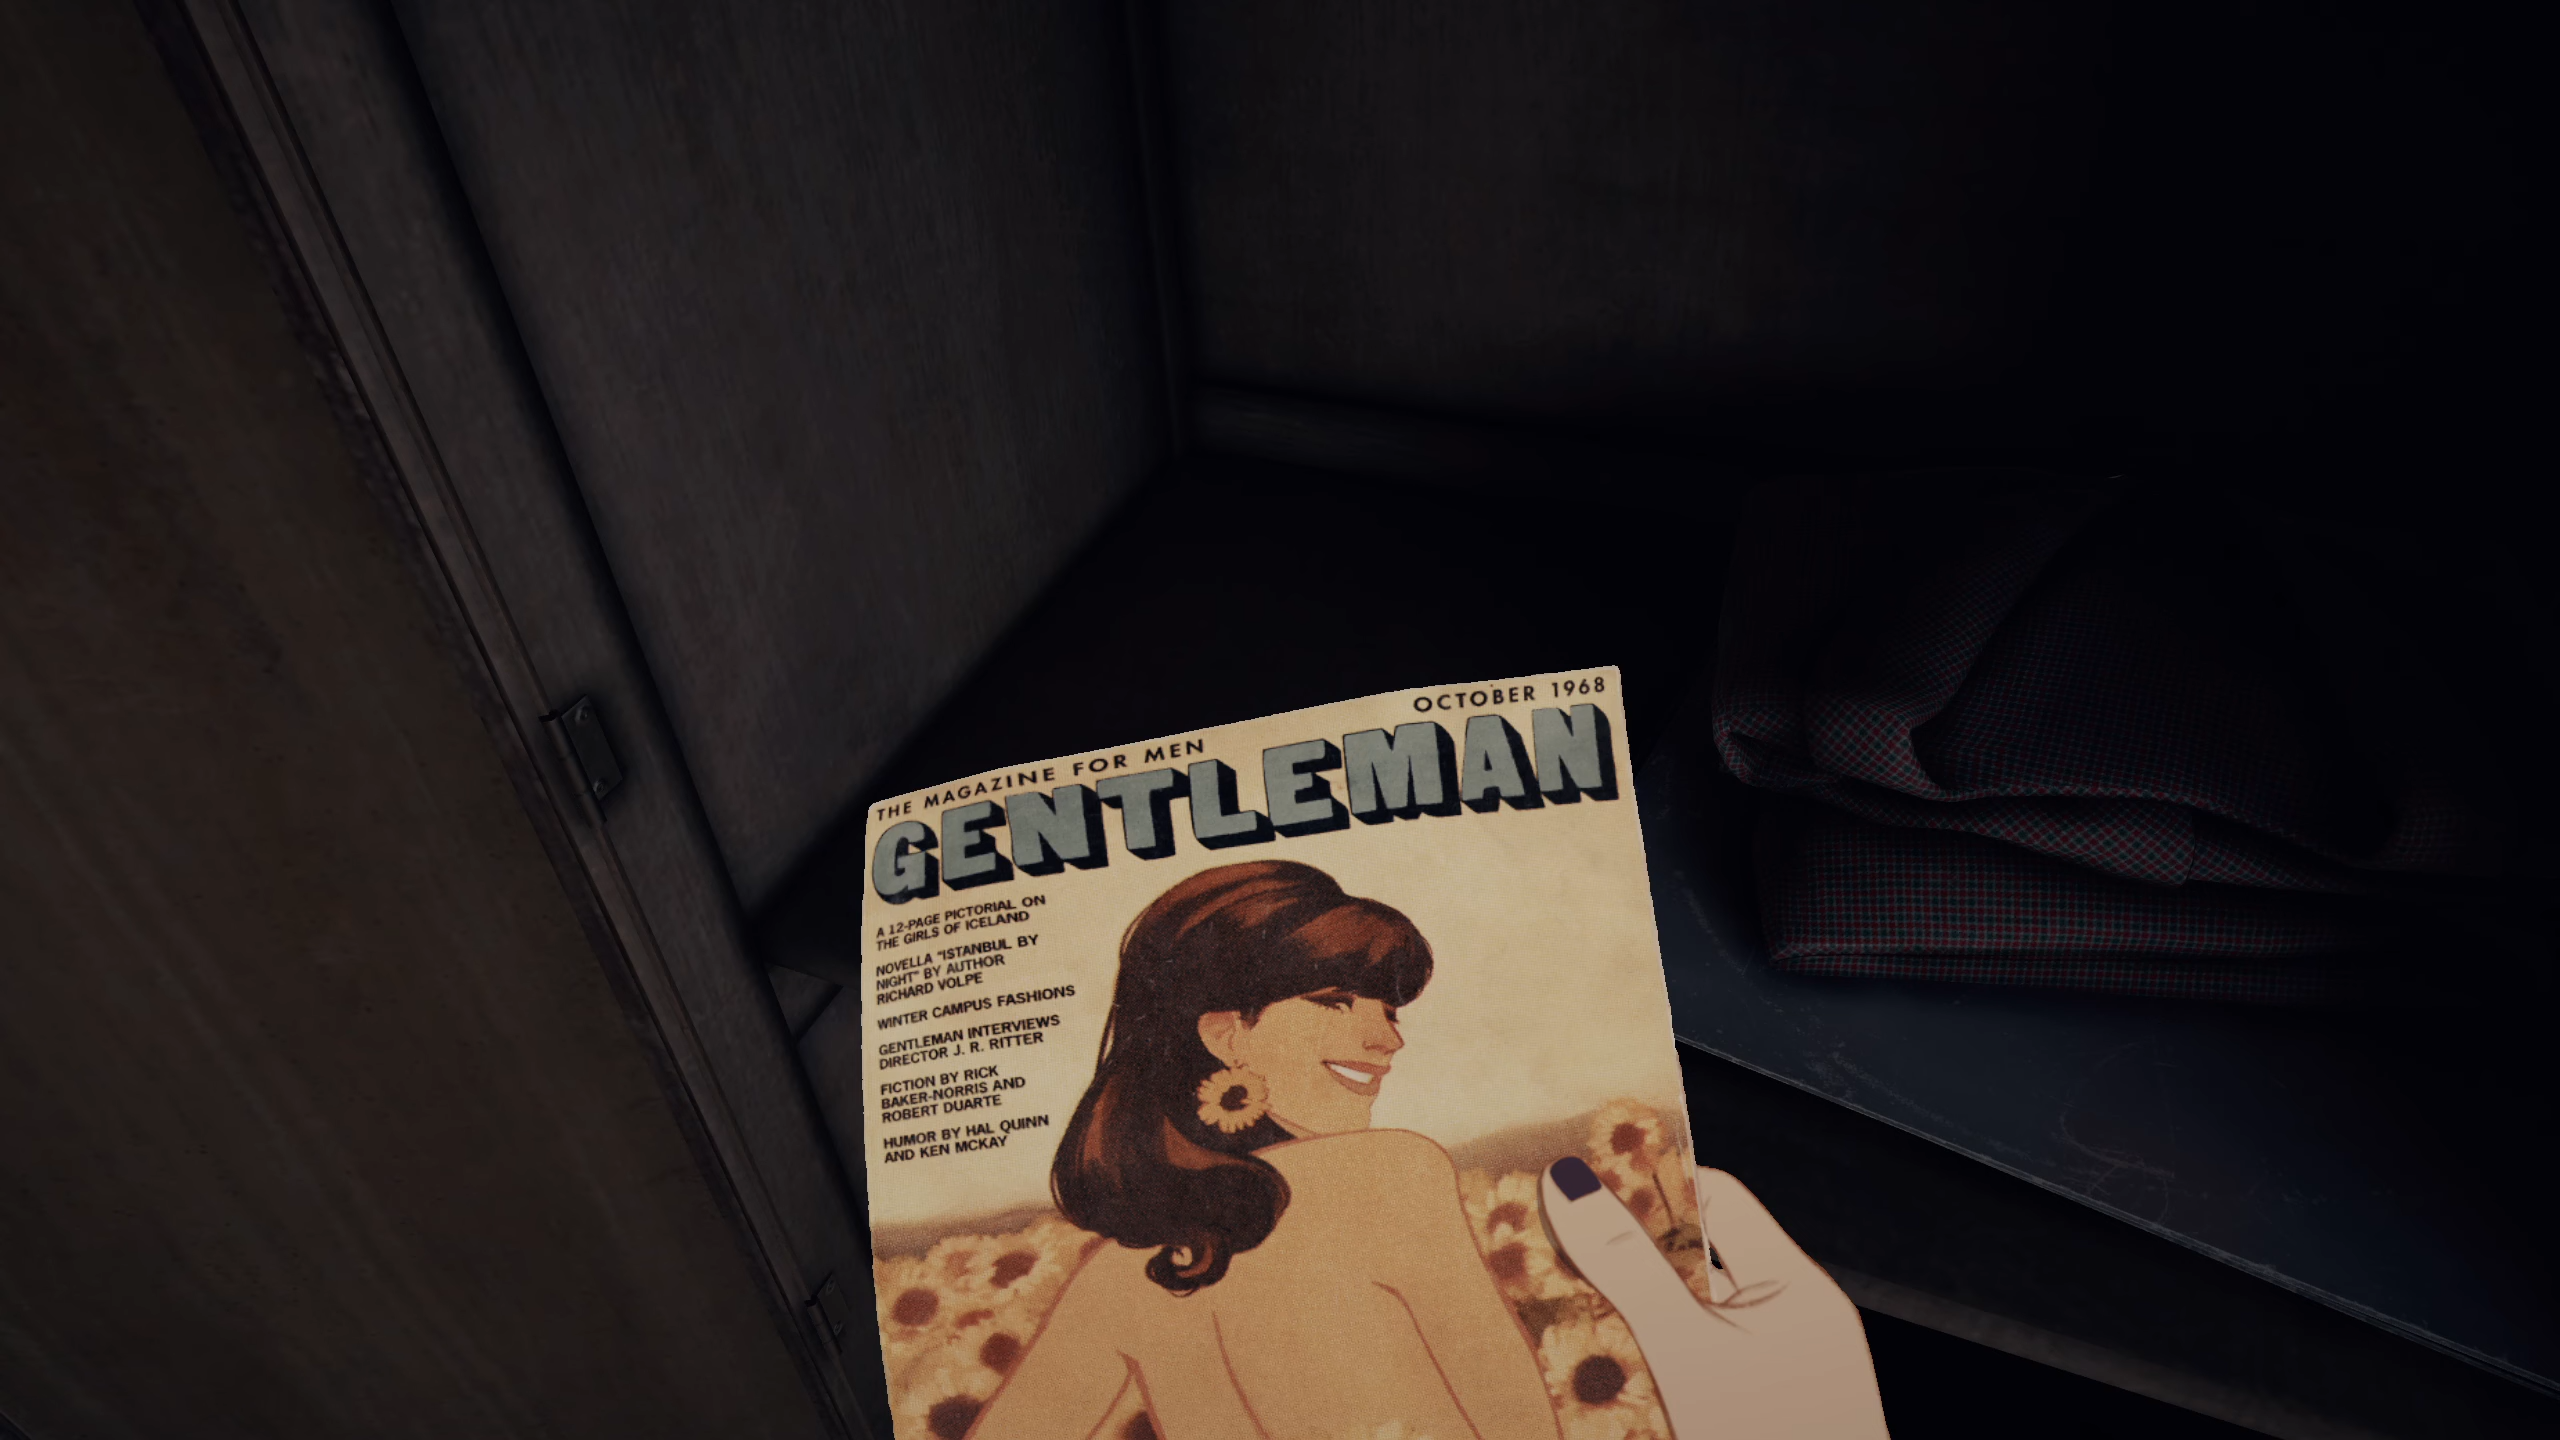 OCTOBER 1968
THE MAGAZINE FOR MEN
GENTLEMAN
A 12-PAGE PICTORIAL ON
THE GIRLS OF ICELAND
NOVELLA "ISTANBUL BY
NIGHT" BY AUTHOR
RICHARD VOLPE
WINTER CAMPUS FASHIONS
GENTLEMAN INTERVIEWS
DIRECTOR J. R. RITTER
FICTION BY RICK
BAKER-NORRIS AND
ROBERT DUARTE
HUMOR BY HAL QUINN
AND KEN MCKAY